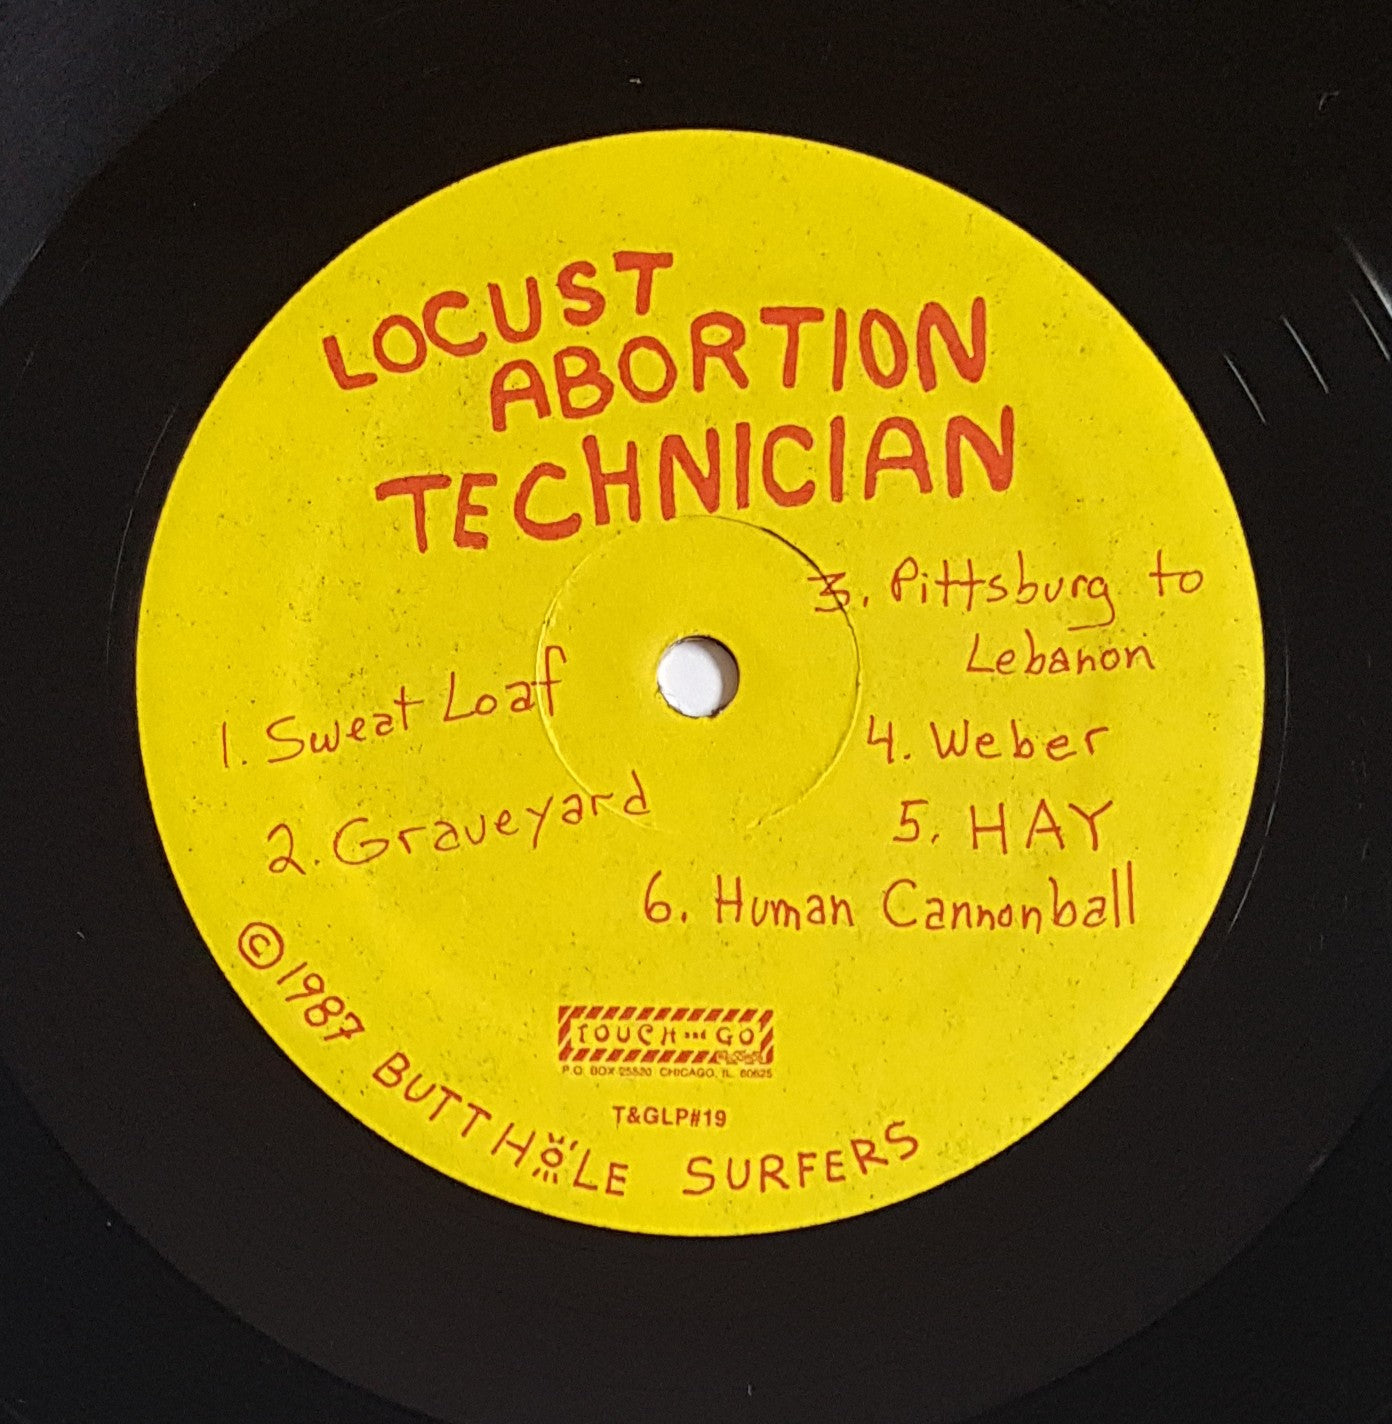 LOCUST
ABORTION
TECHNICIAN
1. Sweat Loaf
2. Graveyard
3. Pittsburg to
Lebanon
4. Weber
5. HAY
6. Human Cannonball
© 1987 BUTTHOLE SURFERS
TOUCH and GO
P.O. BOX 25520 CHICAGO, IL. 60625
T&GLP#19